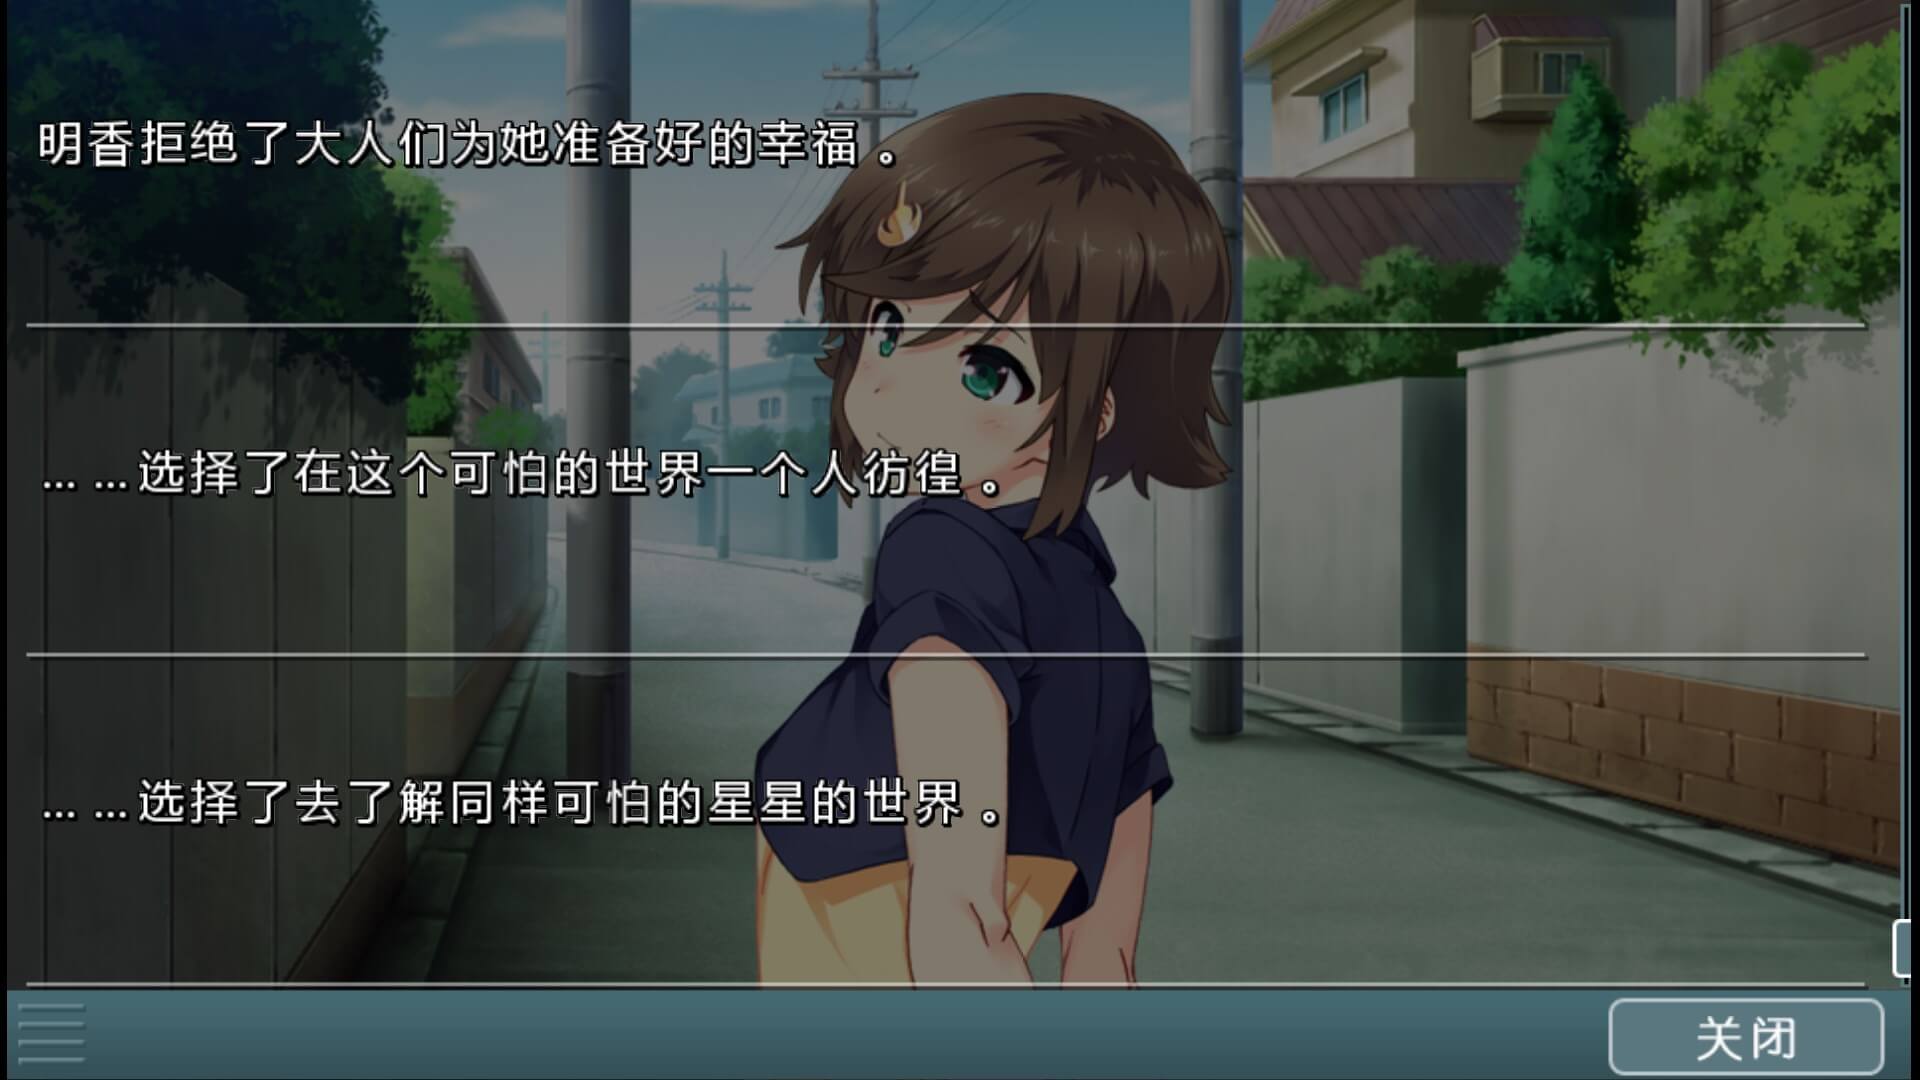 明香拒绝了大人们为她准备好的幸福。
... ...选择了在这个可怕的世界一个人彷徨。
... ...选择了去了解同样可怕的星星的世界。
关闭